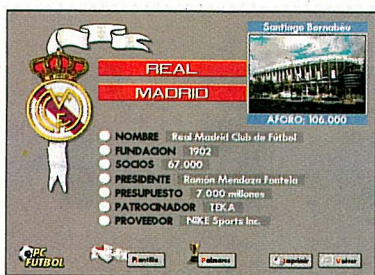 Santiago Bernabéu
REAL
MADRID
AFORO: 106.000
NOMBRE Real Madrid Club de Fútbol
FUNDACION 1902
SOCIOS 67.000
PRESIDENTE Ramón Mendoza Fontela
PRESUPUESTO 7.000 millones
PATROCINADOR TEKA
PROVEEDOR NIKE Sports Inc.
PC FUTBOL
Plantilla
Palmares
Imprimir
Volver